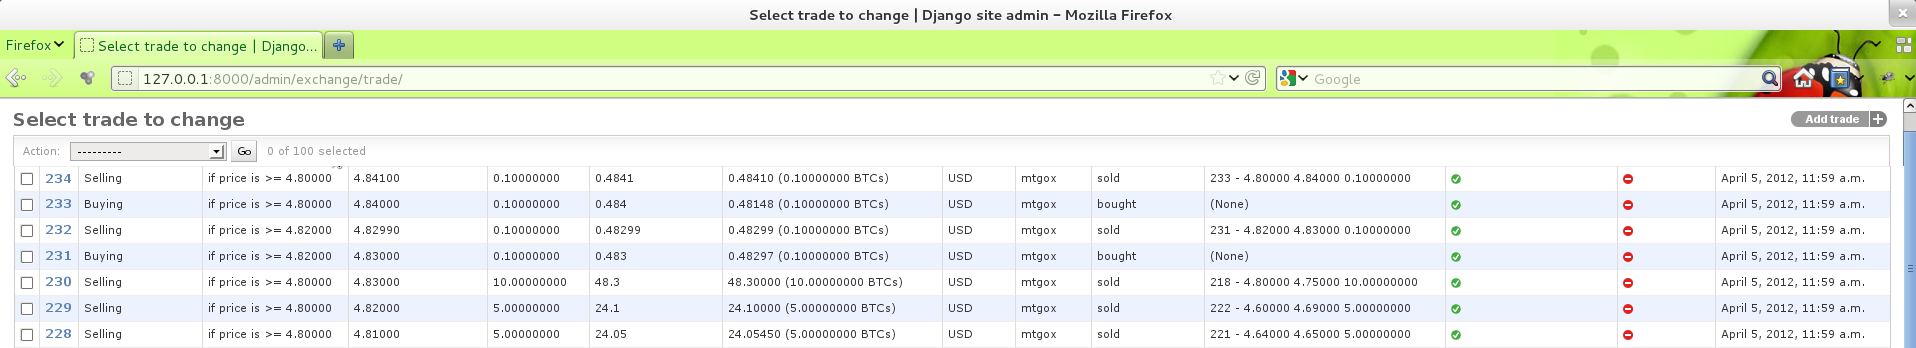 Select trade to change | Django site admin - Mozilla Firefox
Firefox Select trade to change | Django...
127.0.0.1:8000/admin/exchange/trade/ Google
Select trade to change Add trade
Action: --------- Go 0 of 100 selected
234 Selling if price is >= 4.80000 4.84100 0.10000000 0.4841 0.48410 (0.10000000 BTCs) USD mtgox sold 233 - 4.80000 4.84000 0.10000000 April 5, 2012, 11:59 a.m.
233 Buying if price is >= 4.80000 4.84000 0.10000000 0.484 0.48148 (0.10000000 BTCs) USD mtgox bought (None) April 5, 2012, 11:59 a.m.
232 Selling if price is >= 4.82000 4.82990 0.10000000 0.48299 0.48299 (0.10000000 BTCs) USD mtgox sold 231 - 4.82000 4.83000 0.10000000 April 5, 2012, 11:59 a.m.
231 Buying if price is >= 4.82000 4.83000 0.10000000 0.483 0.48297 (0.10000000 BTCs) USD mtgox bought (None) April 5, 2012, 11:59 a.m.
230 Selling if price is >= 4.80000 4.83000 10.00000000 48.3 48.30000 (10.00000000 BTCs) USD mtgox sold 218 - 4.80000 4.75000 10.00000000 April 5, 2012, 11:59 a.m.
229 Selling if price is >= 4.80000 4.82000 5.00000000 24.1 24.10000 (5.00000000 BTCs) USD mtgox sold 222 - 4.60000 4.69000 5.00000000 April 5, 2012, 11:59 a.m.
228 Selling if price is >= 4.80000 4.81000 5.00000000 24.05 24.05450 (5.00000000 BTCs) USD mtgox sold 221 - 4.64000 4.65000 5.00000000 April 5, 2012, 11:59 a.m.